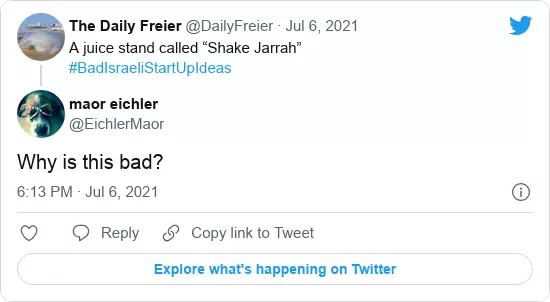 The Daily Freier @DailyFreier · Jul 6, 2021
A juice stand called “Shake Jarrah”
#BadIsraeliStartUpIdeas
maor eichler
@EichlerMaor
Why is this bad?
6:13 PM · Jul 6, 2021
Reply Copy link to Tweet
Explore what's happening on Twitter